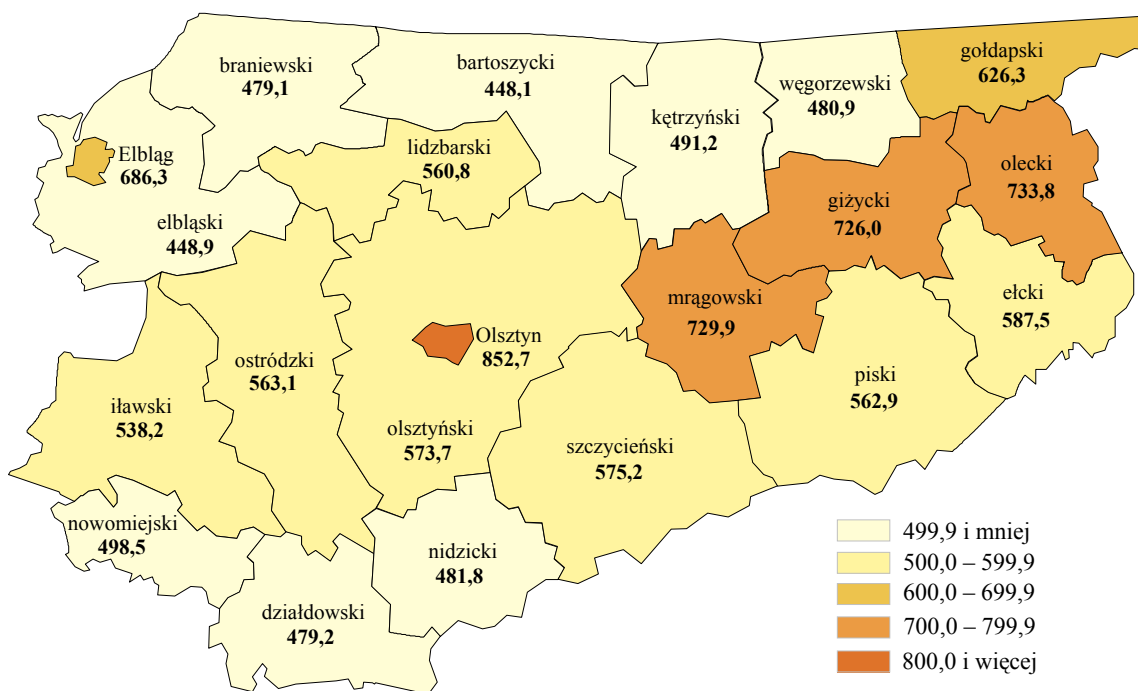 braniewski
479,1
bartoszycki
448,1
gołdapski
626,3
węgorzewski
480,9
kętrzyński
491,2
Elbląg
686,3
lidzbarski
560,8
olecki
733,8
giżycki
726,0
elbląski
448,9
mrągowski
729,9
ełcki
587,5
Olsztyn
852,7
ostródzki
563,1
piski
562,9
iławski
538,2
olsztyński
573,7
szczycieński
575,2
nowomiejski
498,5
nidzicki
481,8
działdowski
479,2
499,9 i mniej
500,0 – 599,9
600,0 – 699,9
700,0 – 799,9
800,0 i więcej